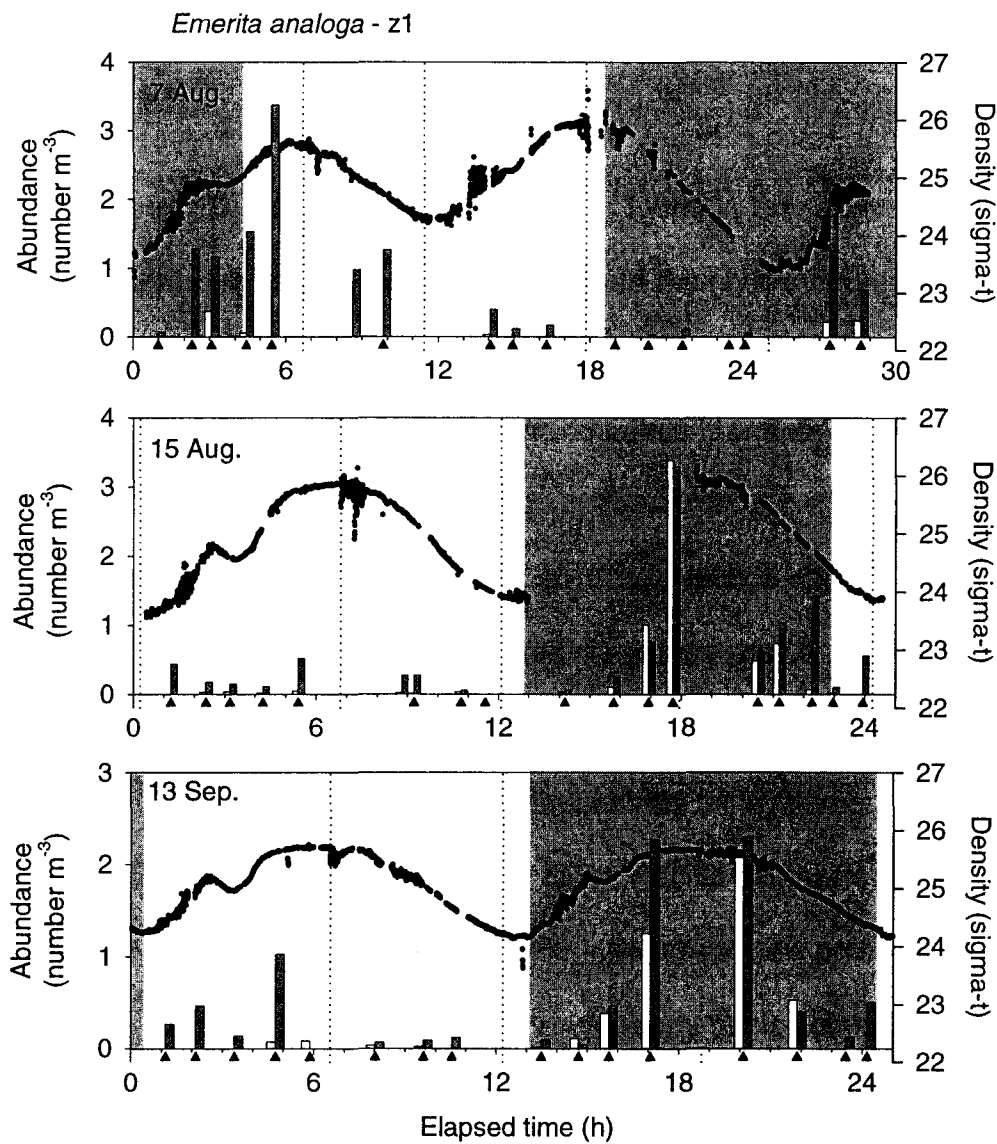 Emerita analoga - z1
7 Aug.
4
3
2
1
0
Abundance
(number m-3)
27
26
25
24
23
22
Density (sigma-t)
0 6 12 18 24 30
15 Aug.
4
3
2
1
0
Abundance
(number m-3)
27
26
25
24
23
22
Density (sigma-t)
0 6 12 18 24
13 Sep.
3
2
1
0
Abundance
(number m-3)
27
26
25
24
23
22
Density (sigma-t)
0 6 12 18 24
Elapsed time (h)